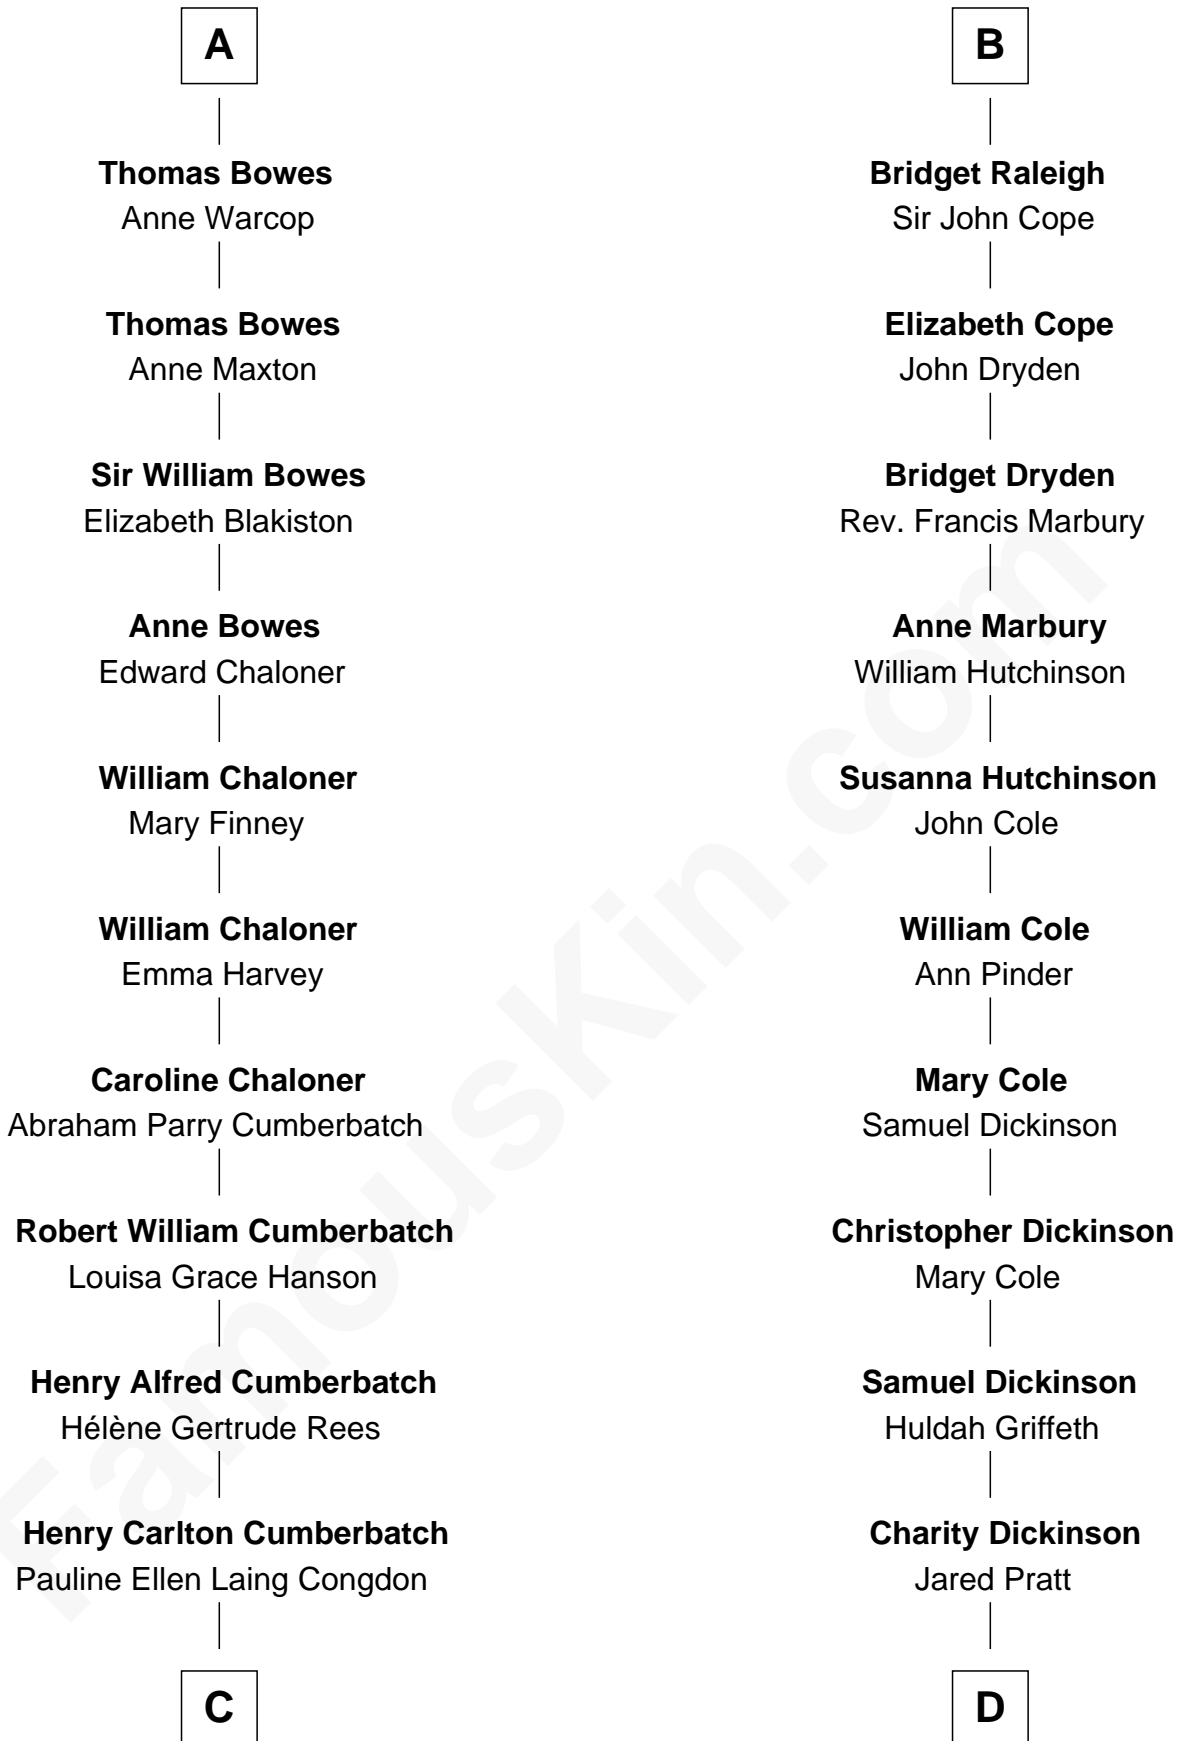 A
Thomas Bowes
Anne Warcop
Thomas Bowes
Anne Maxton
Sir William Bowes
Elizabeth Blakiston
Anne Bowes
Edward Chaloner
William Chaloner
Mary Finney
William Chaloner
Emma Harvey
Caroline Chaloner
Abraham Parry Cumberbatch
Robert William Cumberbatch
Louisa Grace Hanson
Henry Alfred Cumberbatch
Hélène Gertrude Rees
Henry Carlton Cumberbatch
Pauline Ellen Laing Congdon
C
B
Bridget Raleigh
Sir John Cope
Elizabeth Cope
John Dryden
Bridget Dryden
Rev. Francis Marbury
Anne Marbury
William Hutchinson
Susanna Hutchinson
John Cole
William Cole
Ann Pinder
Mary Cole
Samuel Dickinson
Christopher Dickinson
Mary Cole
Samuel Dickinson
Huldah Griffeth
Charity Dickinson
Jared Pratt
D
FamousKin.com